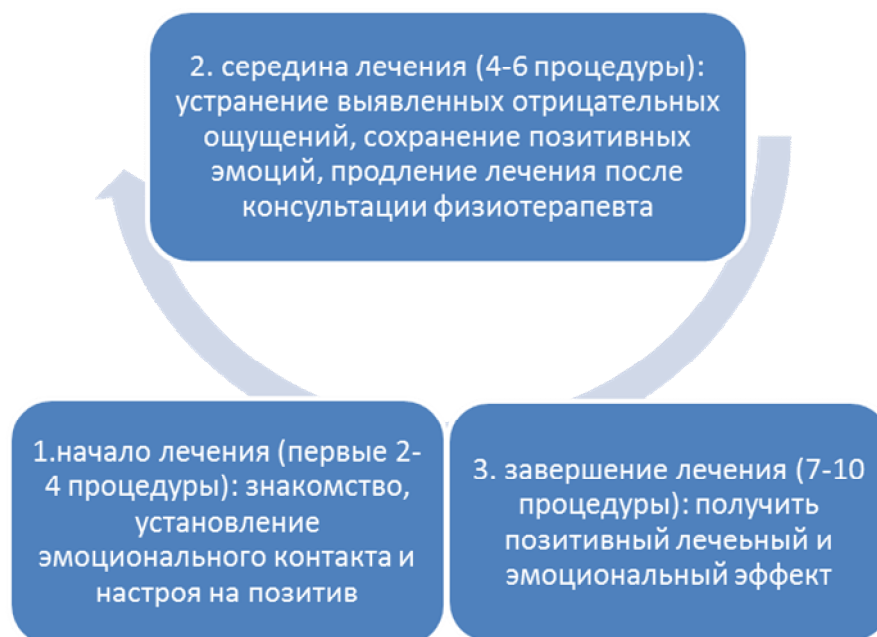 2. середина лечения (4-6 процедуры):
устранение выявленных отрицательных
ощущений, сохранение позитивных
эмоций, продление лечения после
консультации физиотерапевта
1.начало лечения (первые 2-
4 процедуры): знакомство,
установление
эмоционального контакта и
настроя на позитив
3. завершение лечения (7-10
процедуры): получить
позитивный лечеьный и
эмоциональный эффект